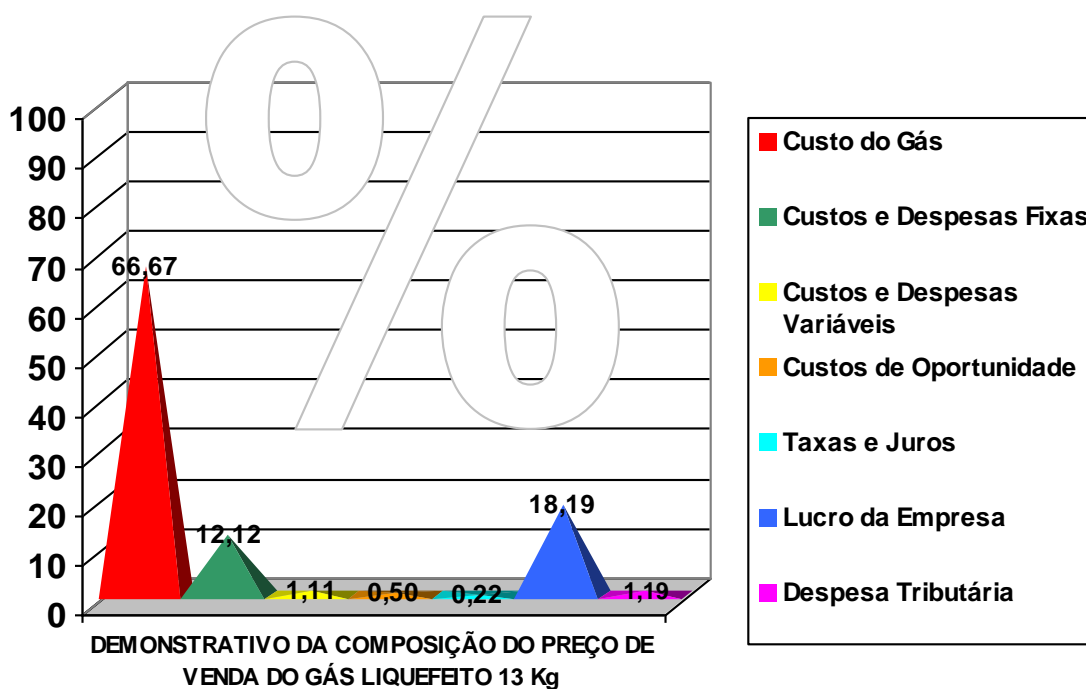 %
100
90
80
70
60
50
40
30
20
10
0
66,67
12,12
1,11
0,50
0,22
18,19
1,19
DEMONSTRATIVO DA COMPOSIÇÃO DO PREÇO DE
VENDA DO GÁS LIQUEFEITO 13 Kg
Custo do Gás
Custos e Despesas Fixas
Custos e Despesas
Variáveis
Custos de Oportunidade
Taxas e Juros
Lucro da Empresa
Despesa Tributária